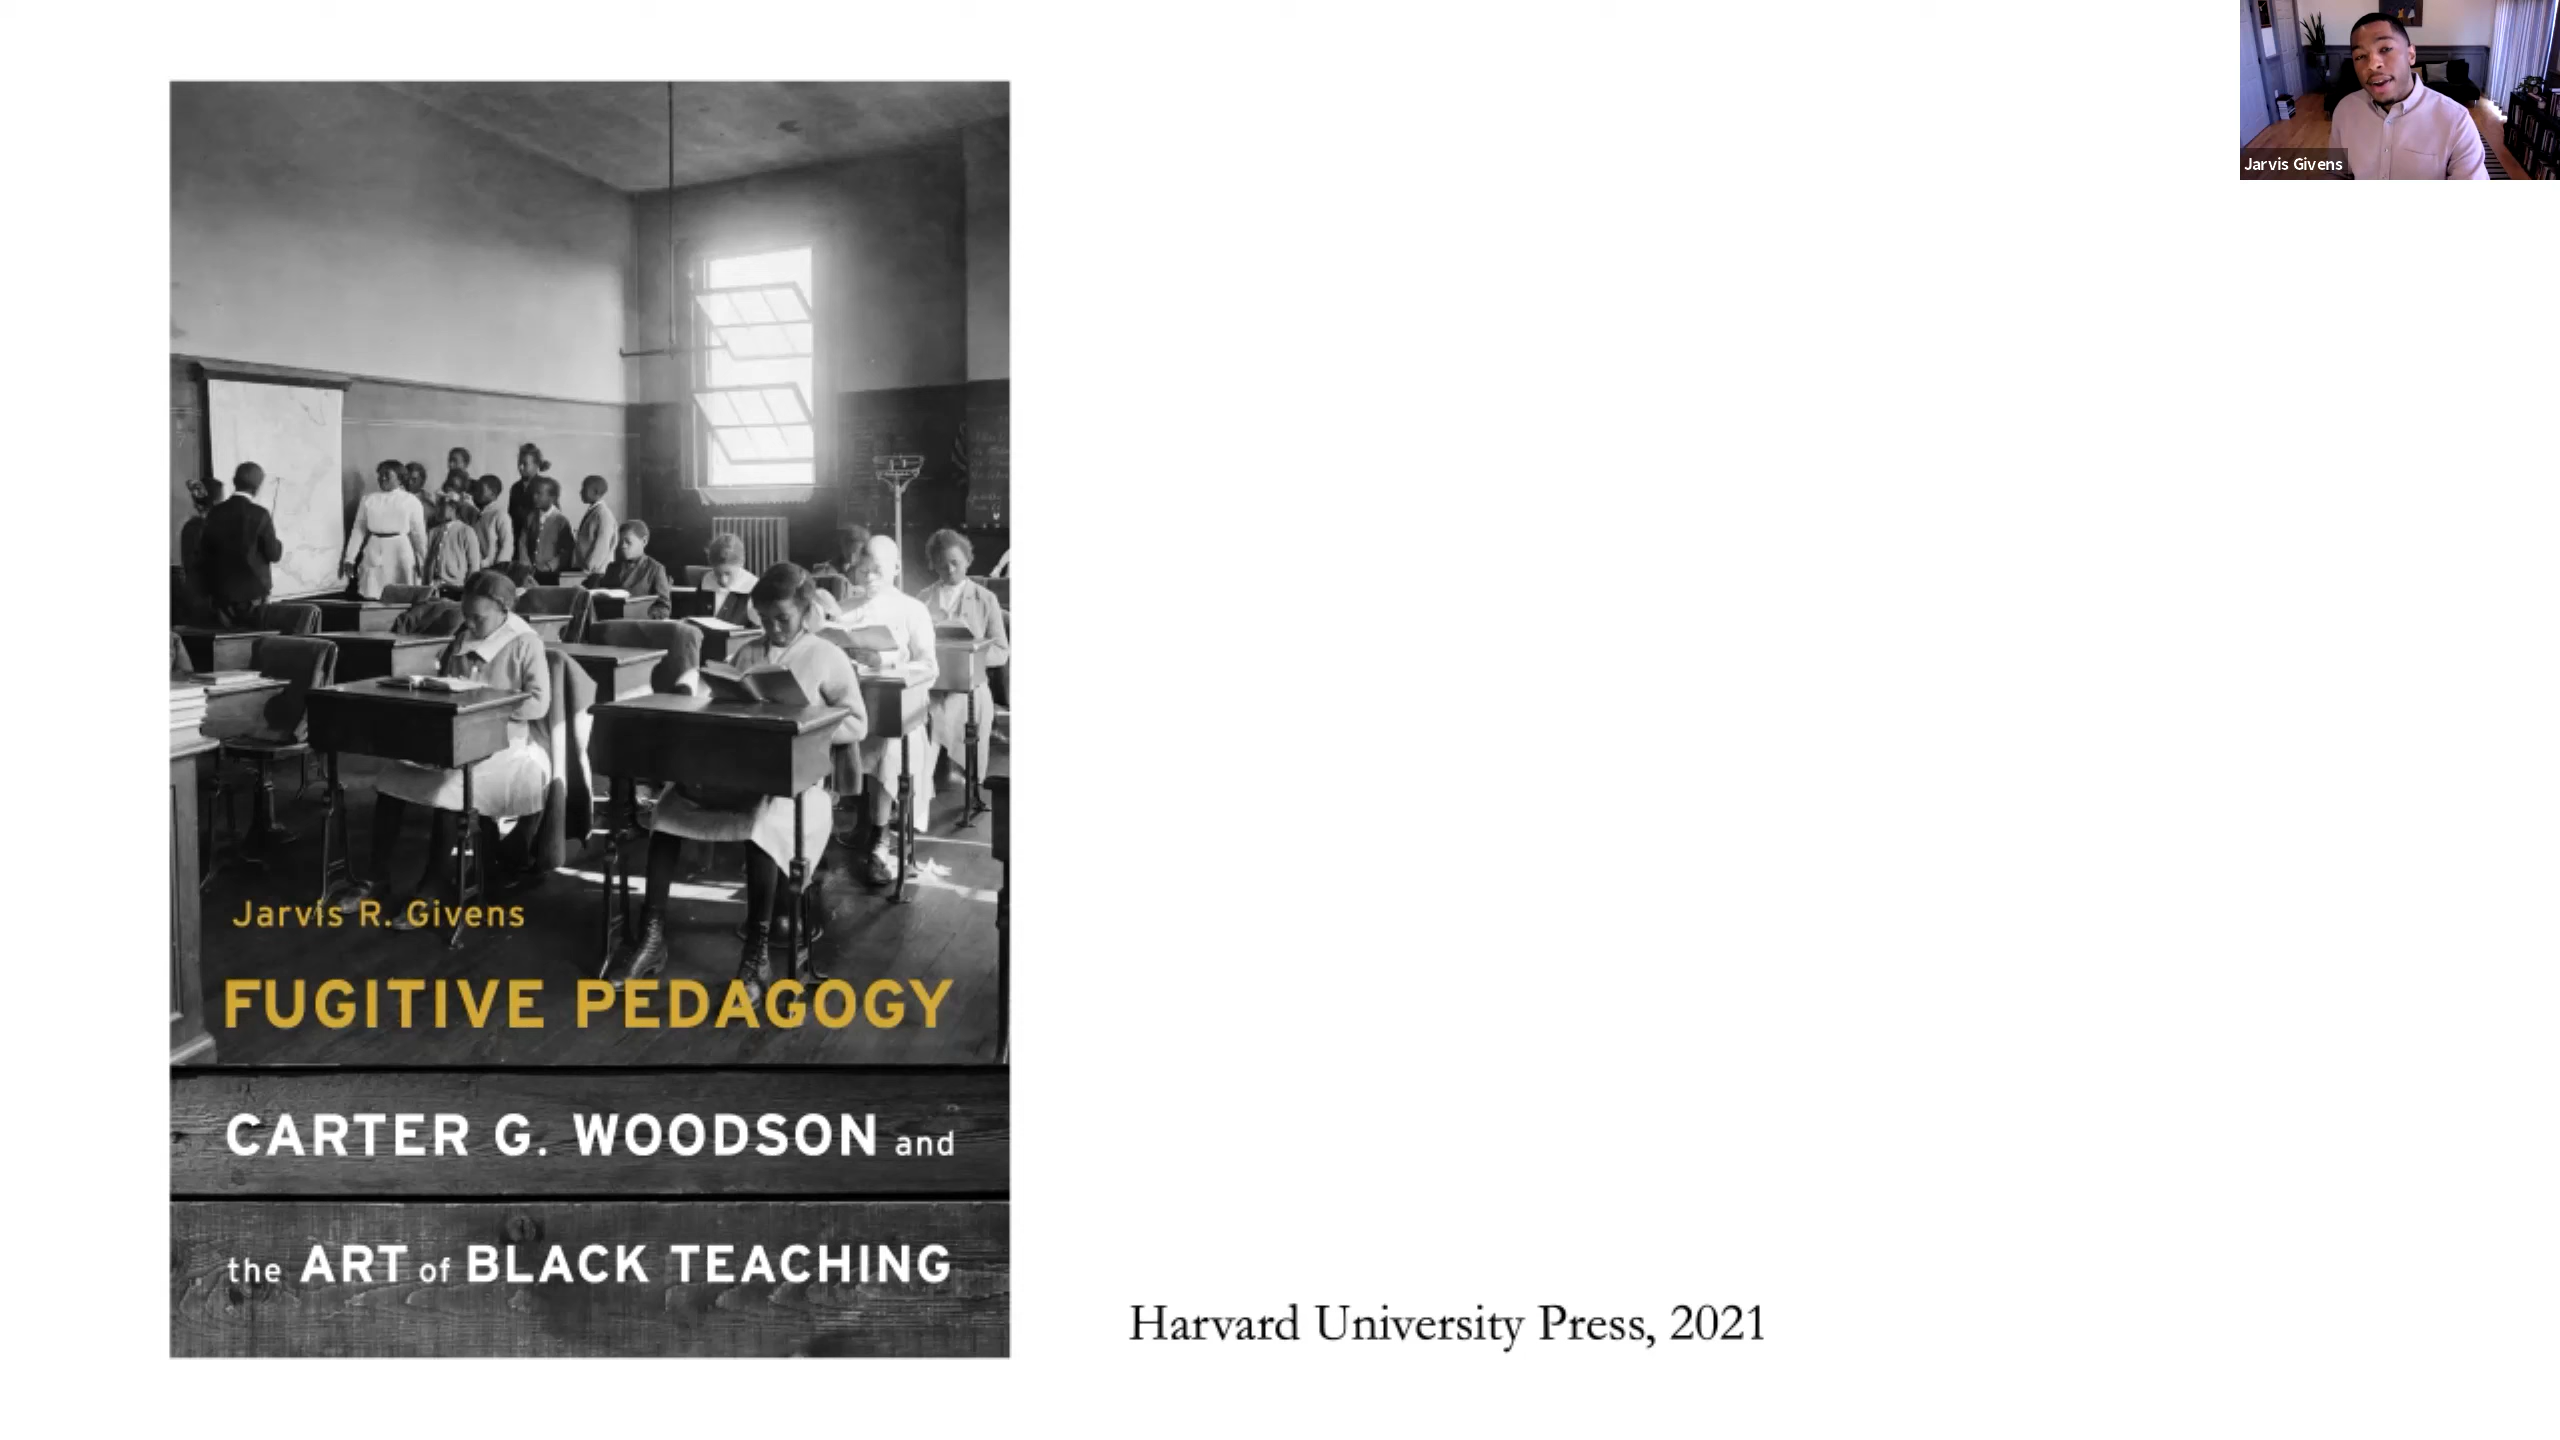 Jarvis Givens
Jarvis R. Givens
FUGITIVE PEDAGOGY
CARTER G. WOODSON and
the ART of BLACK TEACHING
Harvard University Press, 2021